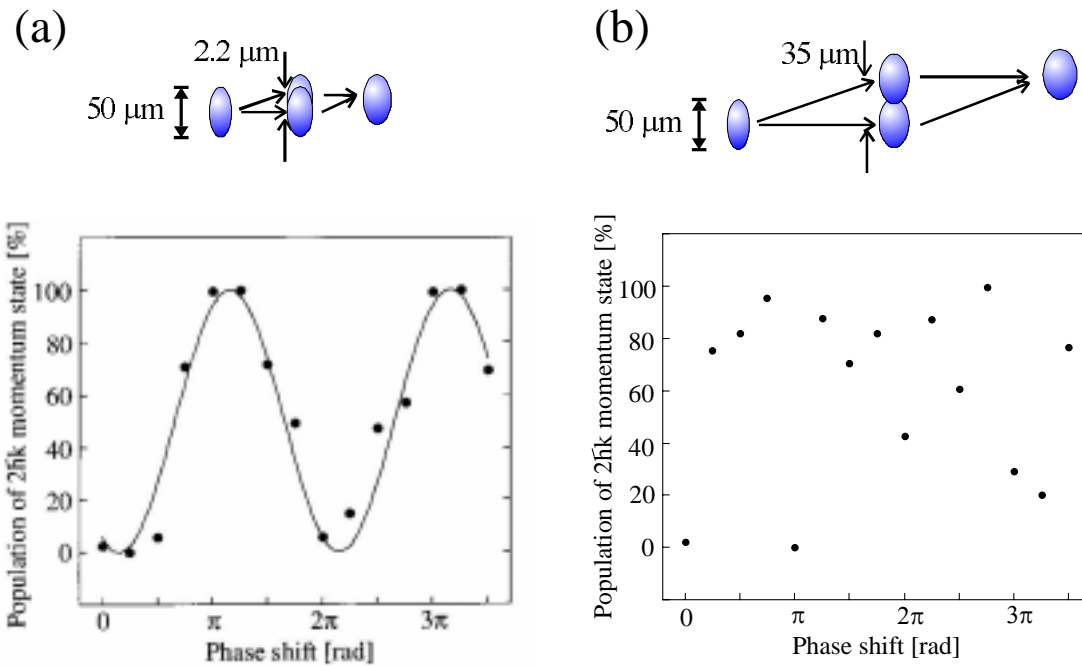 (a)
2.2 μm
50 μm
(b)
35 μm
50 μm
Population of 2ħk momentum state [%]
100
80
60
40
20
0
0 π 2π 3π
Phase shift [rad]
Population of 2ħk momentum state [%]
100
80
60
40
20
0
0 π 2π 3π
Phase shift [rad]